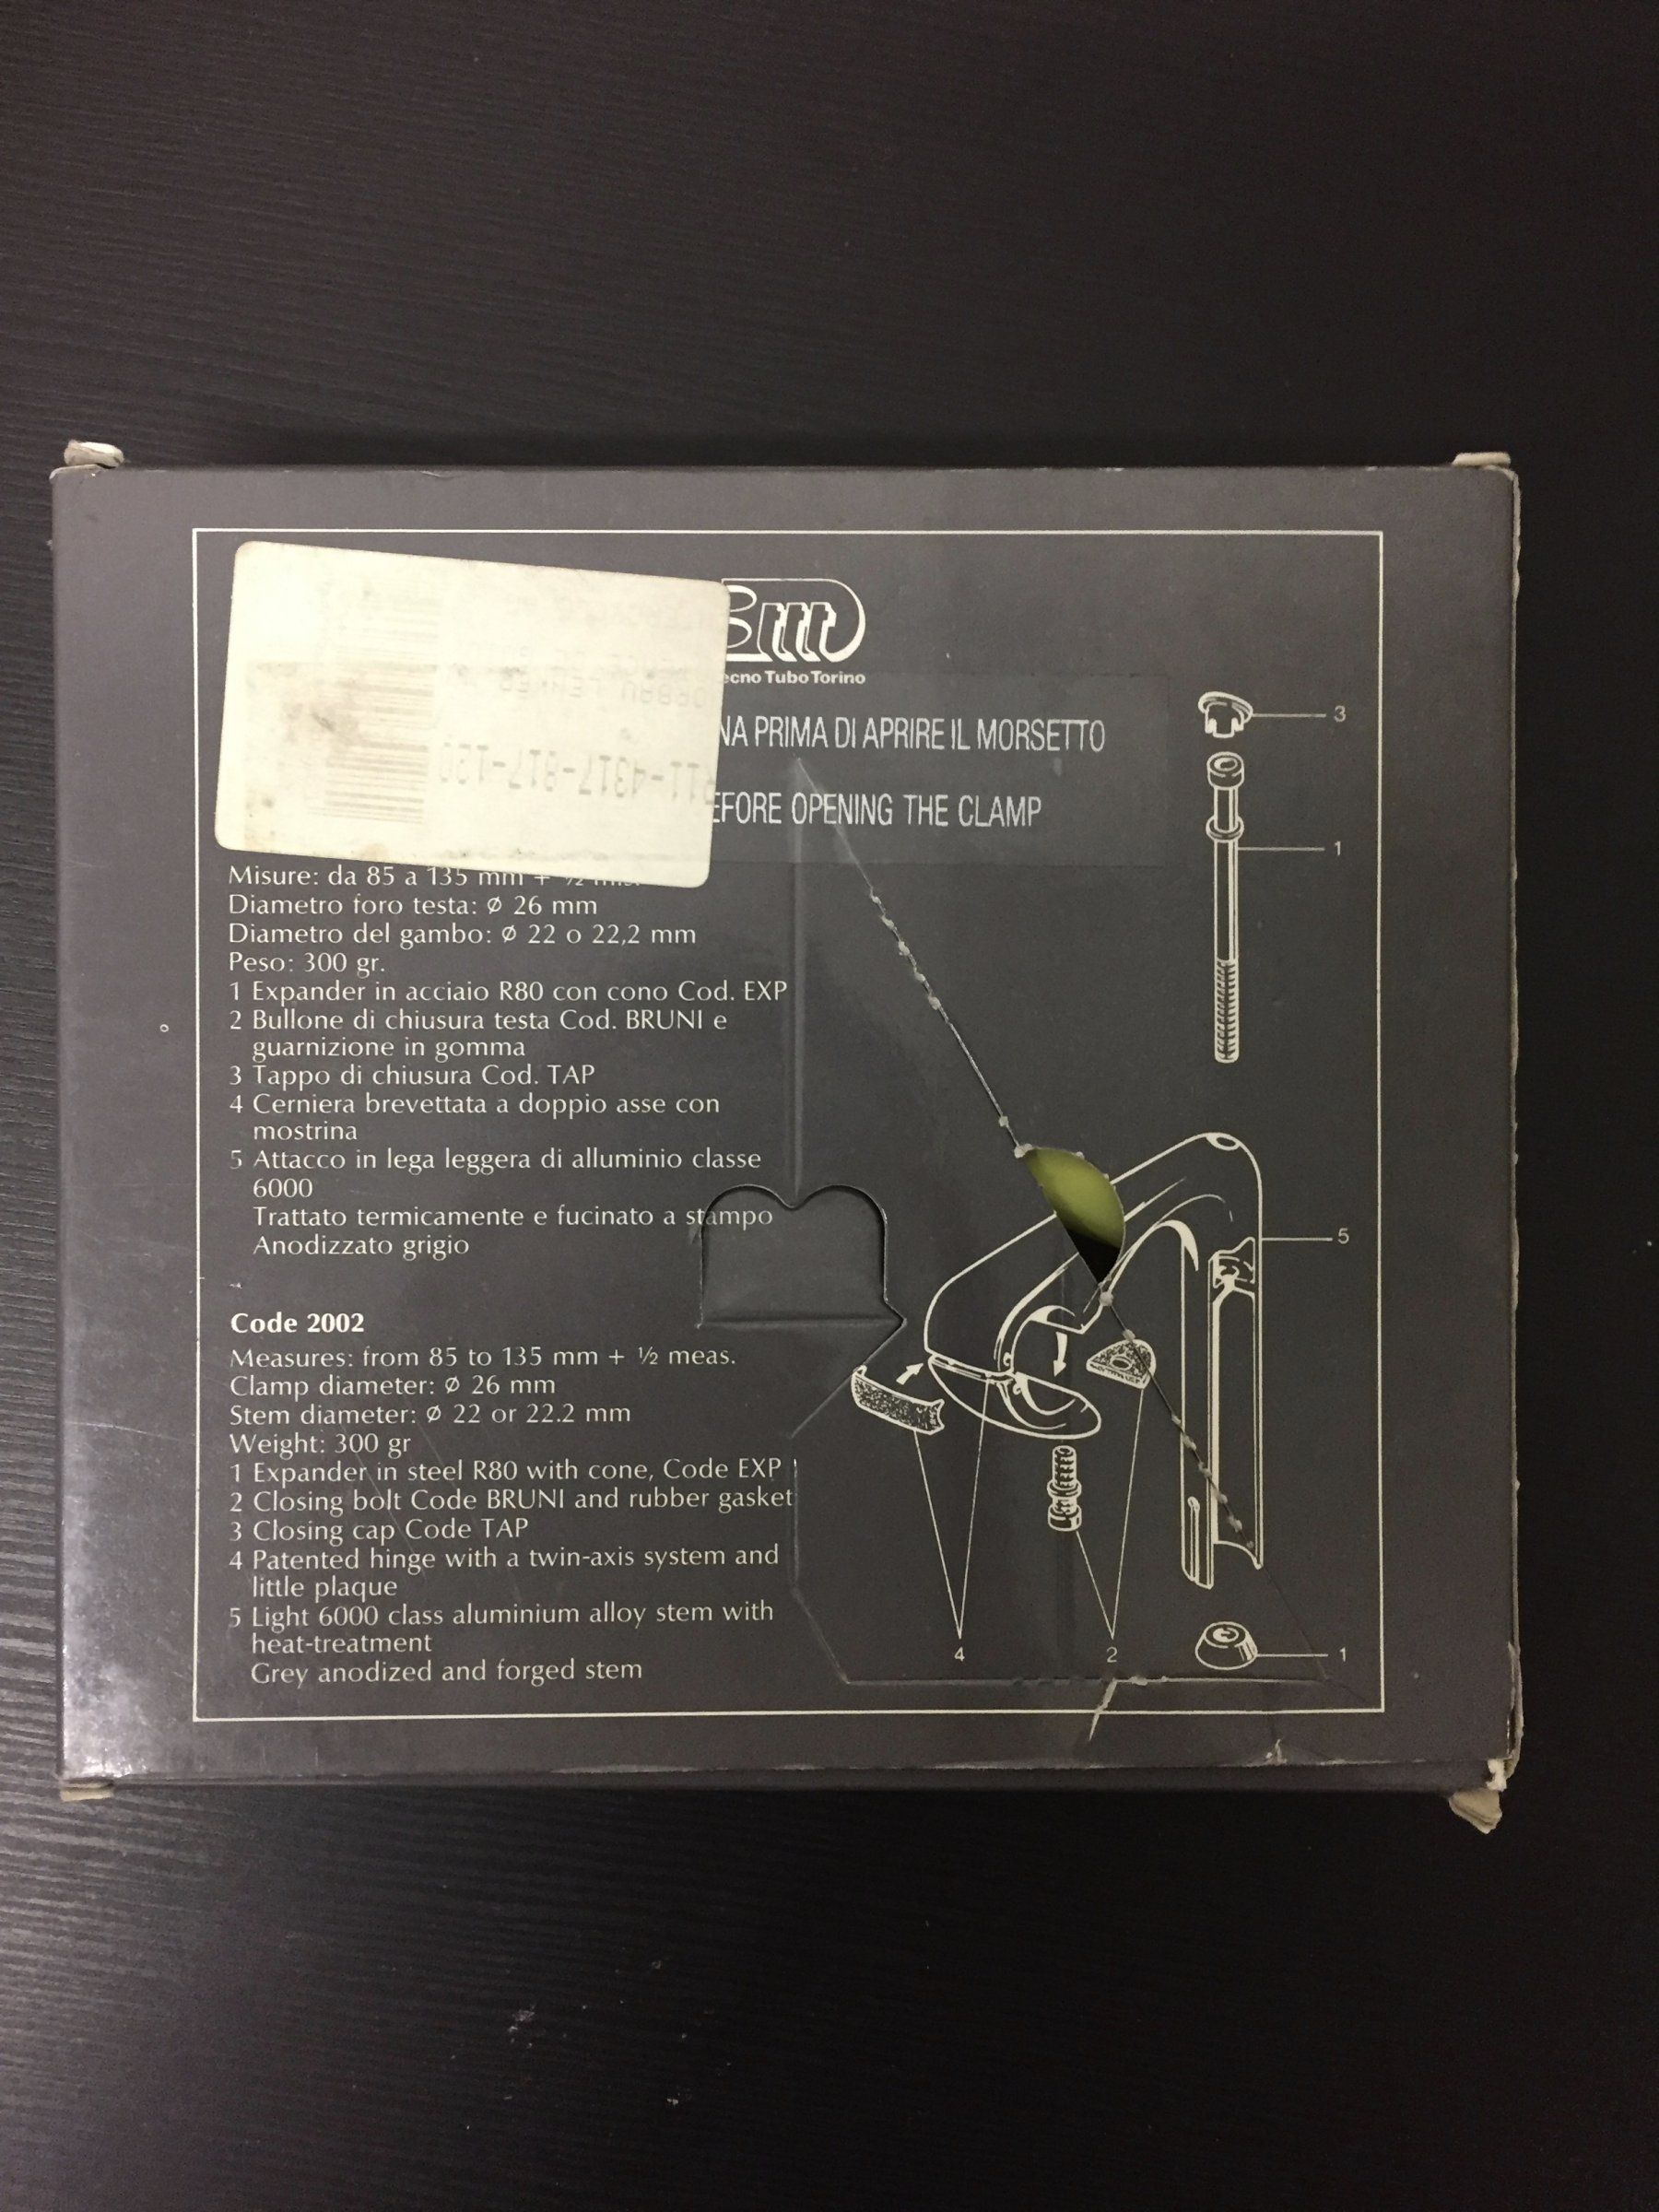 3ttt
Tubo Torino
PRIMA DI APRIRE IL MORSETTO
OPENING THE CLAMP
Misure: da 85 a 135 mm + ½
Diametro foro testa: ø 26 mm
Diametro del gambo: ø 22 o 22,2 mm
Peso: 300 gr.
1 Expander in acciaio R80 con cono Cod. EXP
2 Bullone di chiusura testa Cod. BRUNI e
guarnizione in gomma
3 Tappo di chiusura Cod. TAP
4 Cerniera brevettata a doppio asse con
mostrina
5 Attacco in lega leggera di alluminio classe
6000
Trattato termicamente e fucinato a stampo
Anodizzato grigio
Code 2002
Measures: from 85 to 135 mm + ½ meas.
Clamp diameter: ø 26 mm
Stem diameter: ø 22 or 22.2 mm
Weight: 300 gr
1 Expander in steel R80 with cone, Code EXP
2 Closing bolt Code BRUNI and rubber gasket
3 Closing cap Code TAP
4 Patented hinge with a twin-axis system and
little plaque
5 Light 6000 class aluminium alloy stem with
heat-treatment
Grey anodized and forged stem
3
1
5
4
2
1